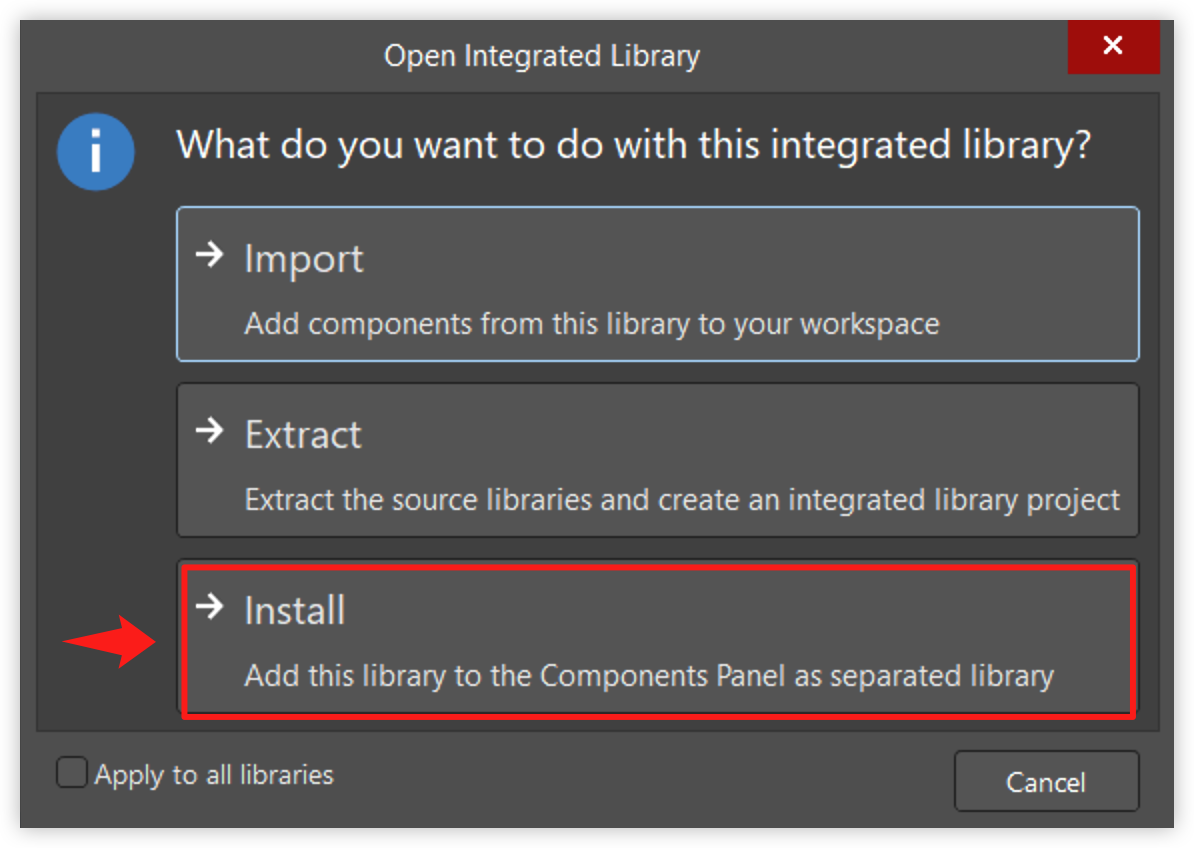 Open Integrated Library
What do you want to do with this integrated library?
Import
Add components from this library to your workspace
Extract
Extract the source libraries and create an integrated library project
Install
Add this library to the Components Panel as separated library
Apply to all libraries
Cancel